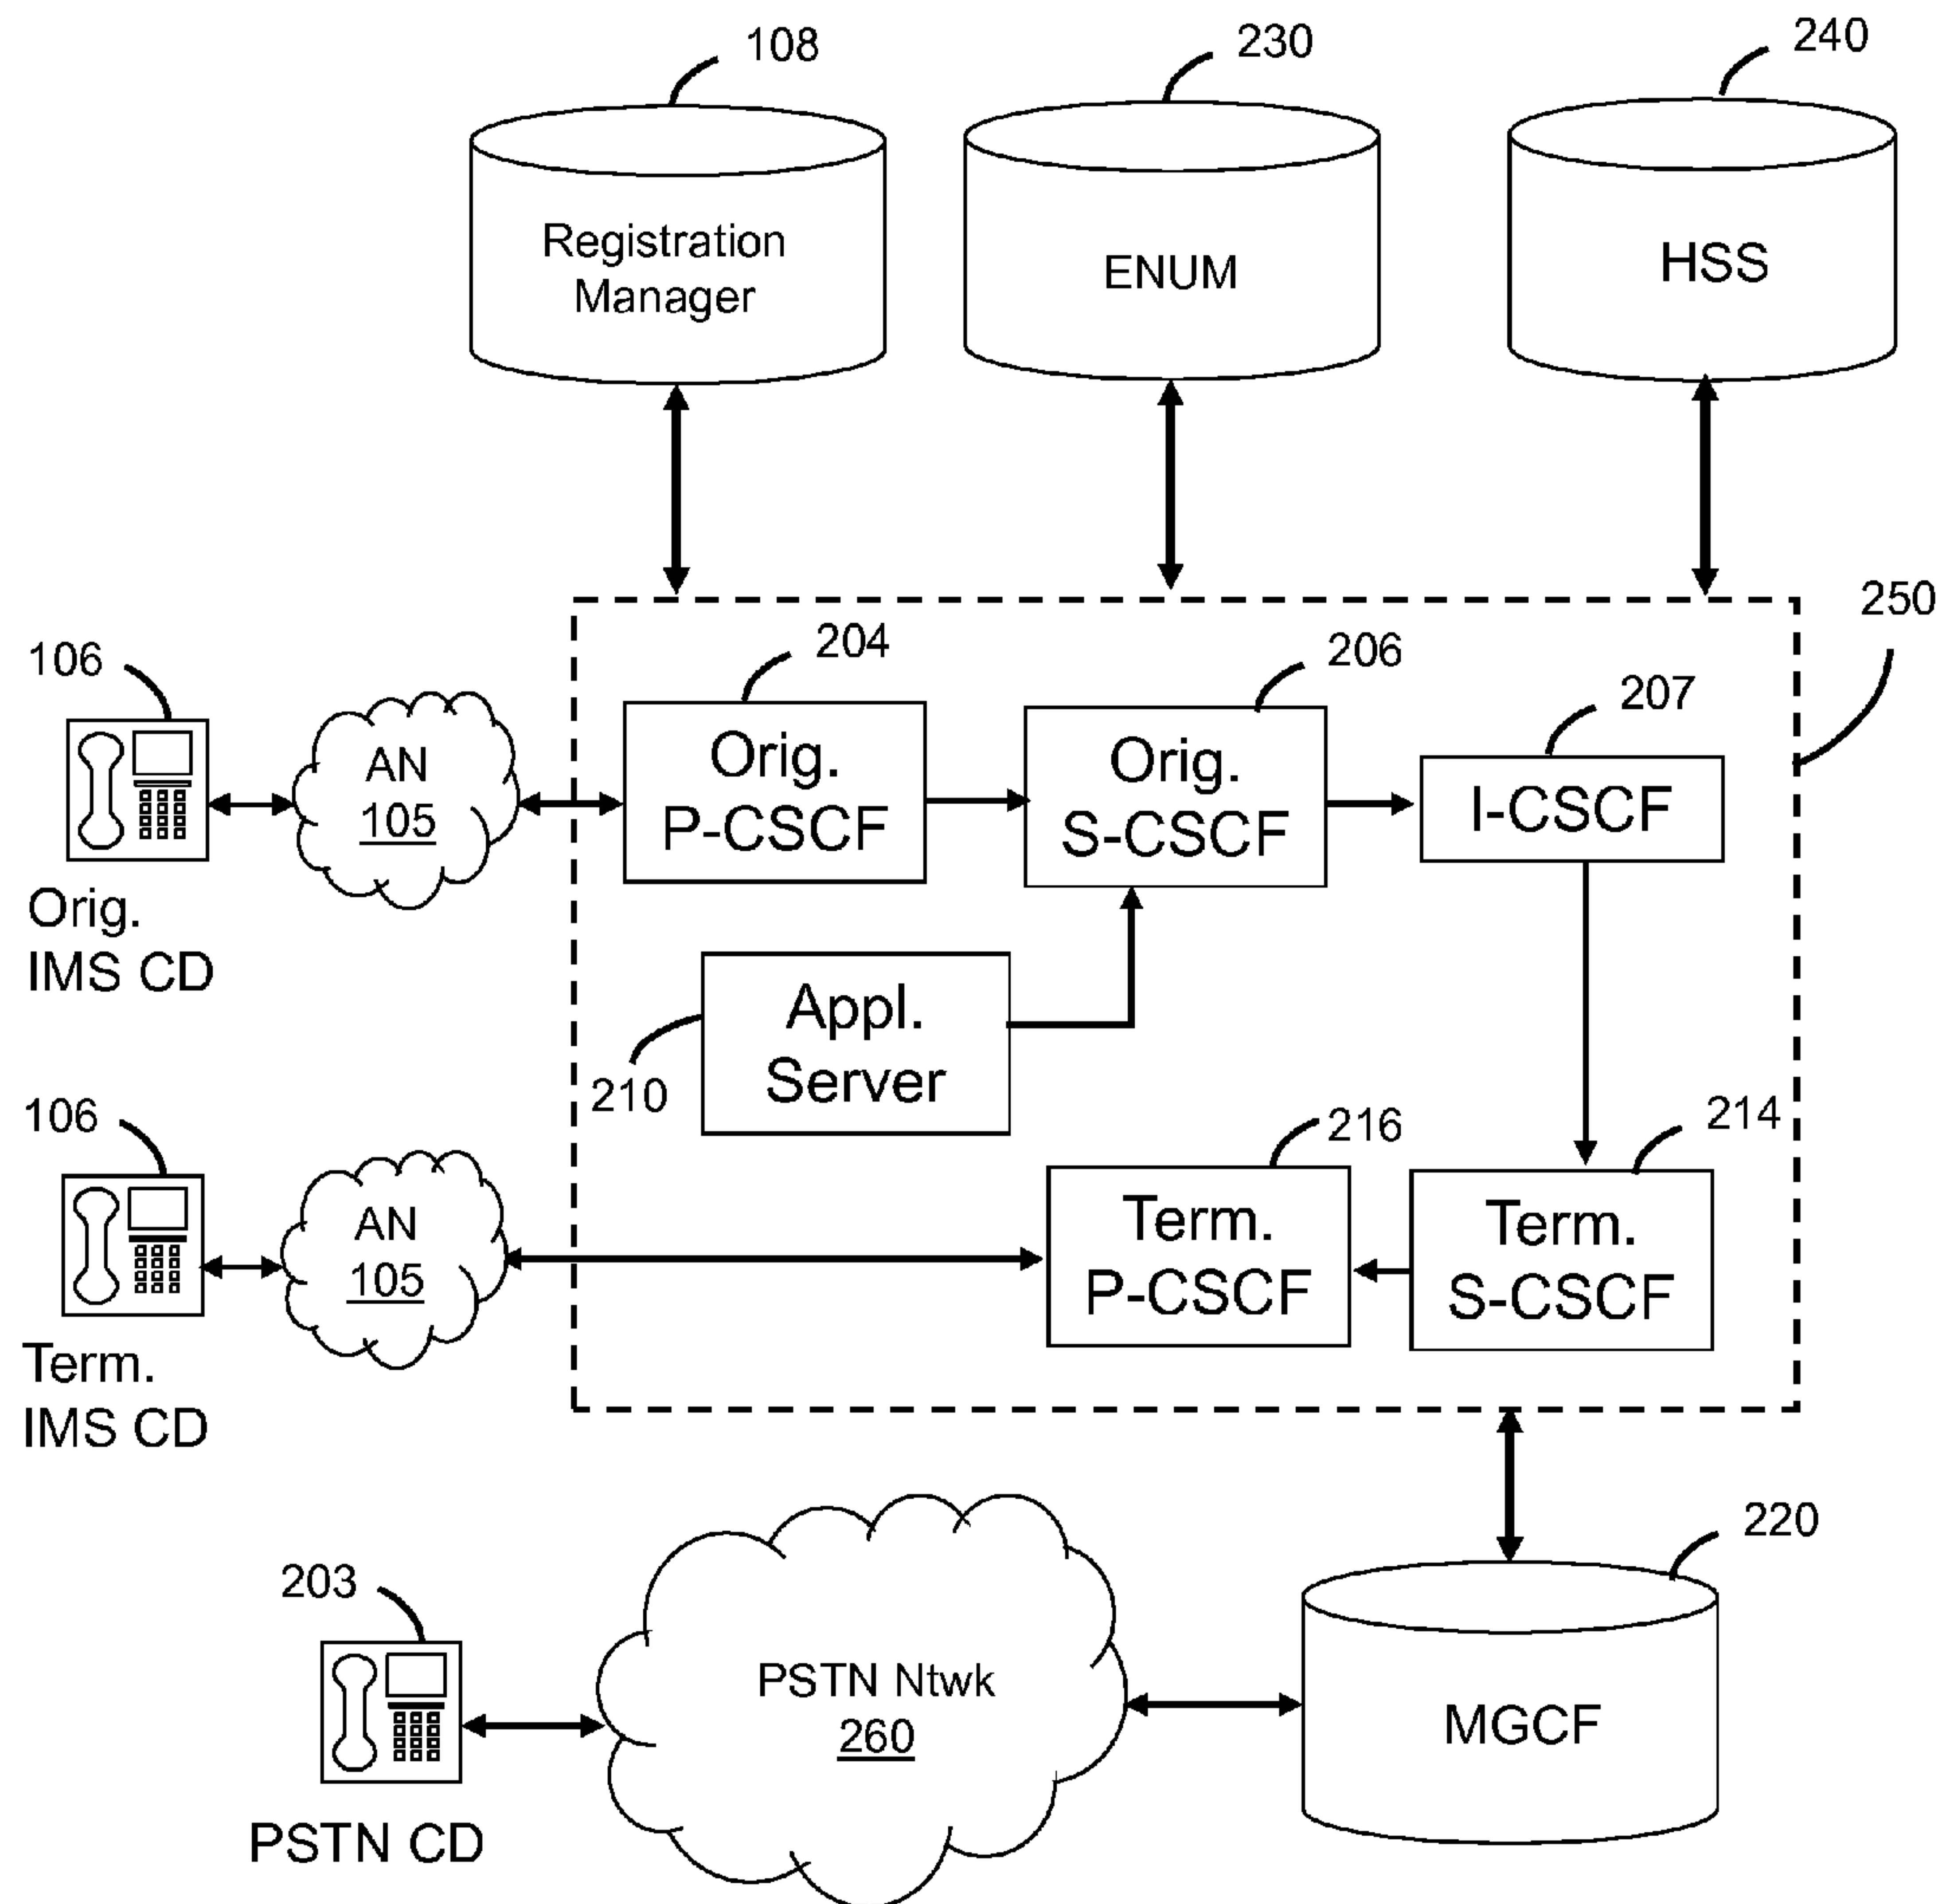 108
230
240
Registration
Manager
ENUM
HSS
250
106
204
206
207
AN
105
Orig.
P-CSCF
Orig.
S-CSCF
I-CSCF
Orig.
IMS CD
Appl.
Server
210
106
216
214
AN
105
Term.
P-CSCF
Term.
S-CSCF
Term.
IMS CD
220
203
PSTN Ntwk
260
MGCF
PSTN CD